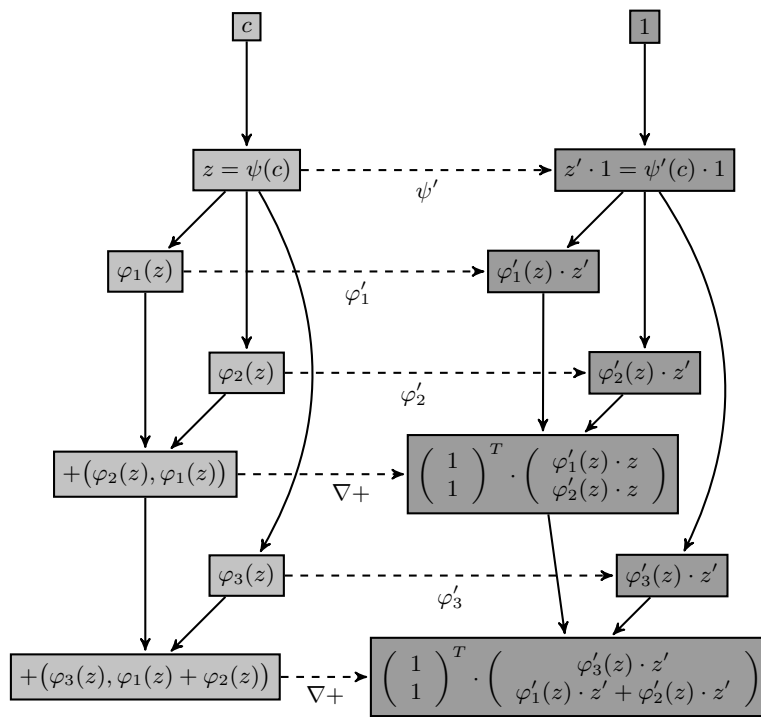 c 1
z = ψ(c) z′ · 1 = ψ′(c) · 1
ψ′
φ₁(z) φ′₁(z) · z′
φ′₁
φ₂(z) φ′₂(z) · z′
φ′₂
+(φ₂(z), φ₁(z)) ( 1 1 )ᵀ · ( φ′₁(z) · z φ′₂(z) · z )
∇+
φ₃(z) φ′₃(z) · z′
φ′₃
+(φ₃(z), φ₁(z) + φ₂(z)) ( 1 1 )ᵀ · ( φ′₃(z) · z′ φ′₁(z) · z′ + φ′₂(z) · z′ )
∇+